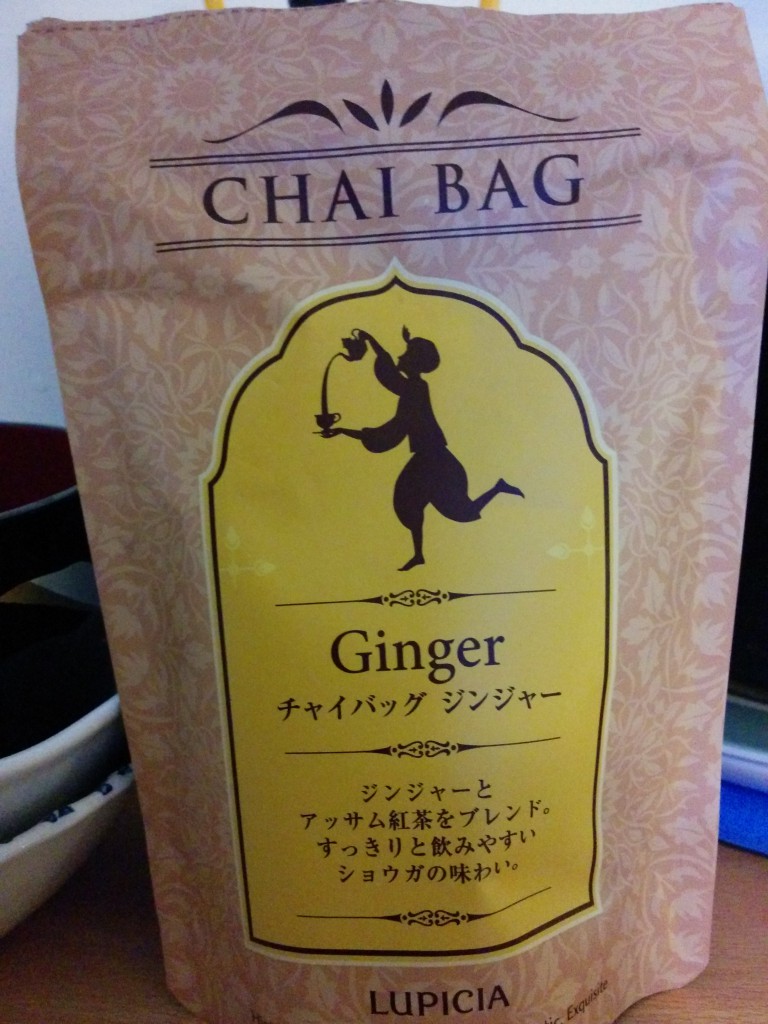 CHAI BAG
Ginger
チャイバッグ ジンジャー
ジンジャーと
アッサム紅茶をブレンド。
すっきりと飲みやすい
ショウガの味わい。
LUPICIA
Exquisite